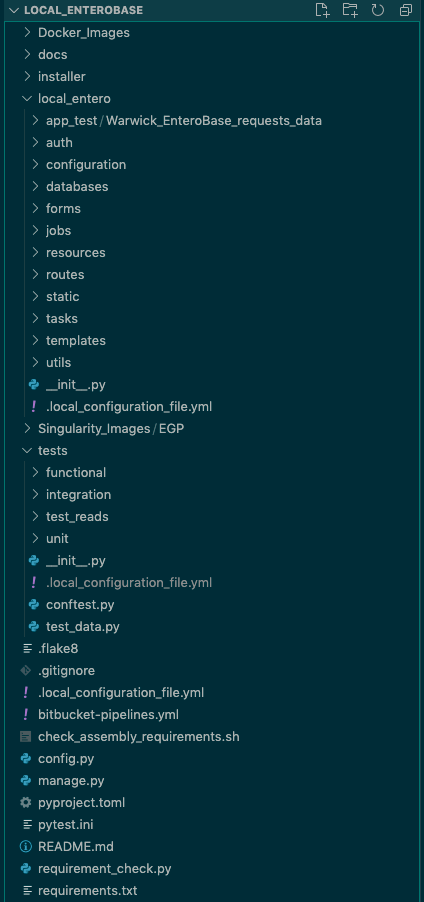 LOCAL_ENTEROBASE
Docker_Images
docs
installer
local_entero
app_test/Warwick_EnteroBase_requests_data
auth
configuration
databases
forms
jobs
resources
routes
static
tasks
templates
utils
__init__.py
.local_configuration_file.yml
Singularity_Images/EGP
tests
functional
integration
test_reads
unit
__init__.py
.local_configuration_file.yml
conftest.py
test_data.py
.flake8
.gitignore
.local_configuration_file.yml
bitbucket-pipelines.yml
check_assembly_requirements.sh
config.py
manage.py
pyproject.toml
pytest.ini
README.md
requirement_check.py
requirements.txt